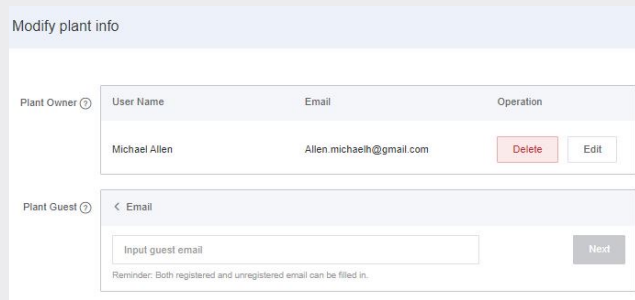 Modify plant info
Plant Owner ?
User Name Email Operation
Michael Allen Allen.michaelh@gmail.com Delete Edit
Plant Guest ?
< Email
Input guest email Next
Reminder: Both registered and unregistered email can be filled in.